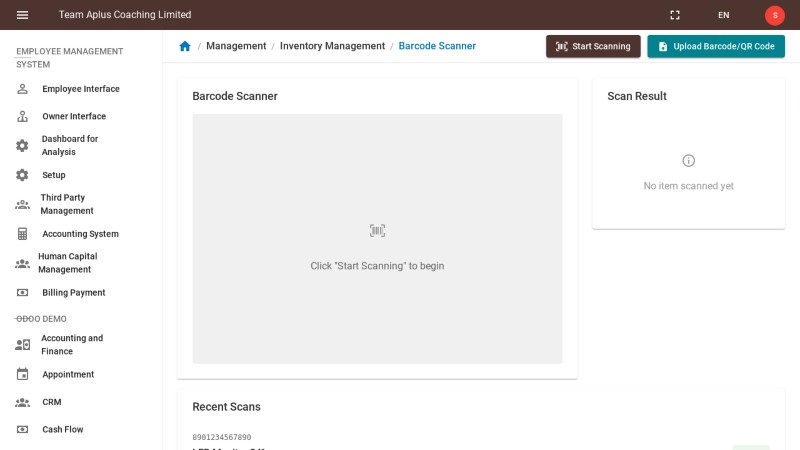 Team Aplus Coaching Limited
EN
S
EMPLOYEE MANAGEMENT
SYSTEM
Employee Interface
Owner Interface
Dashboard for
Analysis
Setup
Third Party
Management
Accounting System
Human Capital
Management
Billing Payment
ODOO DEMO
Accounting and
Finance
Appointment
CRM
Cash Flow
/ Management / Inventory Management / Barcode Scanner
Start Scanning
Upload Barcode/QR Code
Barcode Scanner
Click "Start Scanning" to begin
Scan Result
No item scanned yet
Recent Scans
8901234567890